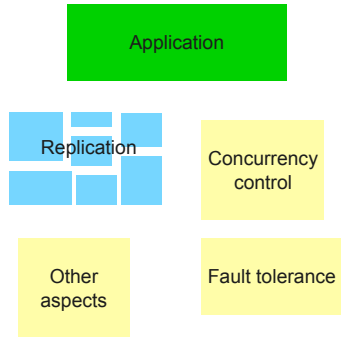 Application
Replication
Concurrency
control
Other
aspects
Fault tolerance